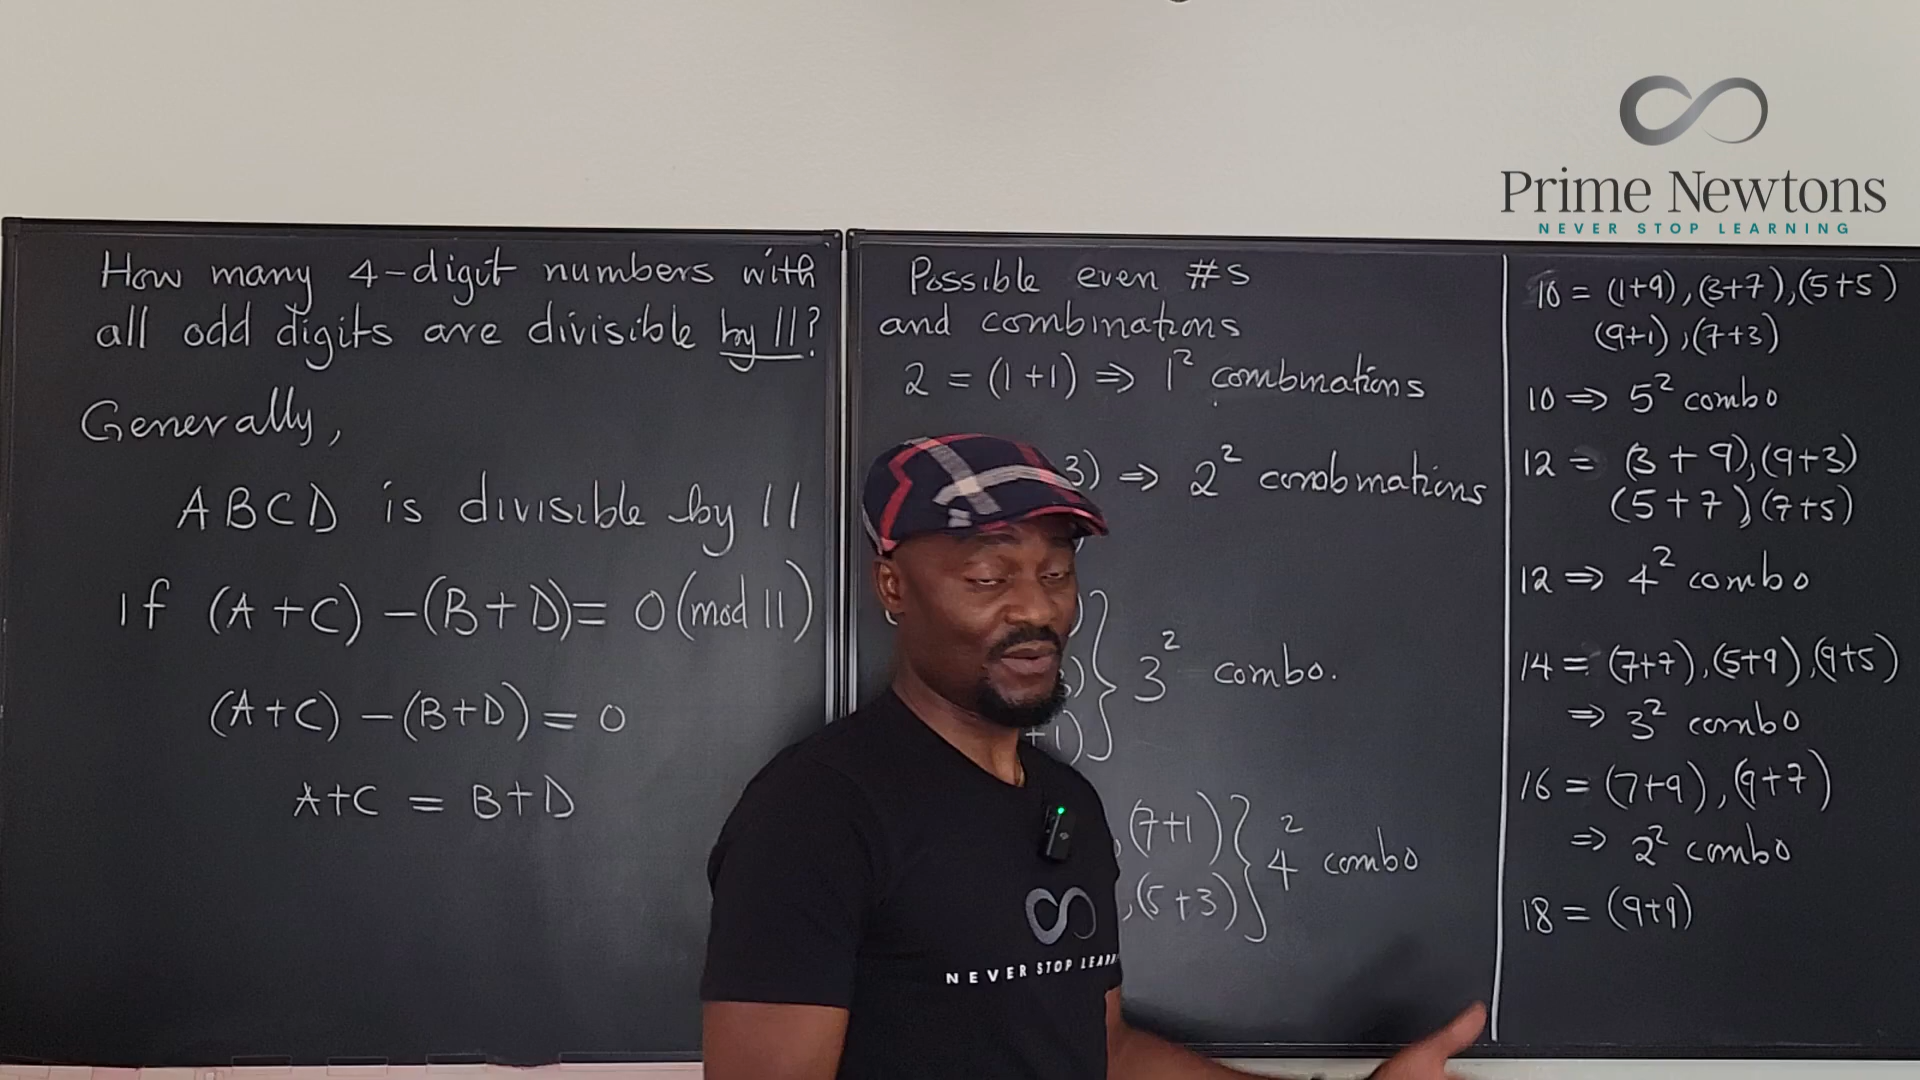 Prime Newtons
NEVER STOP LEARNING
How many 4-digit numbers with
all odd digits are divisible by 11?
Generally,
ABCD is divisible by 11
If (A+C) -(B+D)= 0(mod 11)
(A+C) -(B+D)= 0
A+C = B+D
Possible even #s
and combinations
2 = (1+1) ⇒ 1² combinations
3) ⇒ 2² combinations
} 3² combo.
+1)
,(7+1) } 4² combo
,(5+3)
10 = (1+9),(3+7),(5+5)
(9+1),(7+3)
10 ⇒ 5² combo
12 = (3+9),(9+3)
(5+7),(7+5)
12 ⇒ 4² combo
14 = (7+7),(5+9),(9+5)
⇒ 3² combo
16 = (7+9),(9+7)
⇒ 2² combo
18 = (9+9)
NEVER STOP LEARN